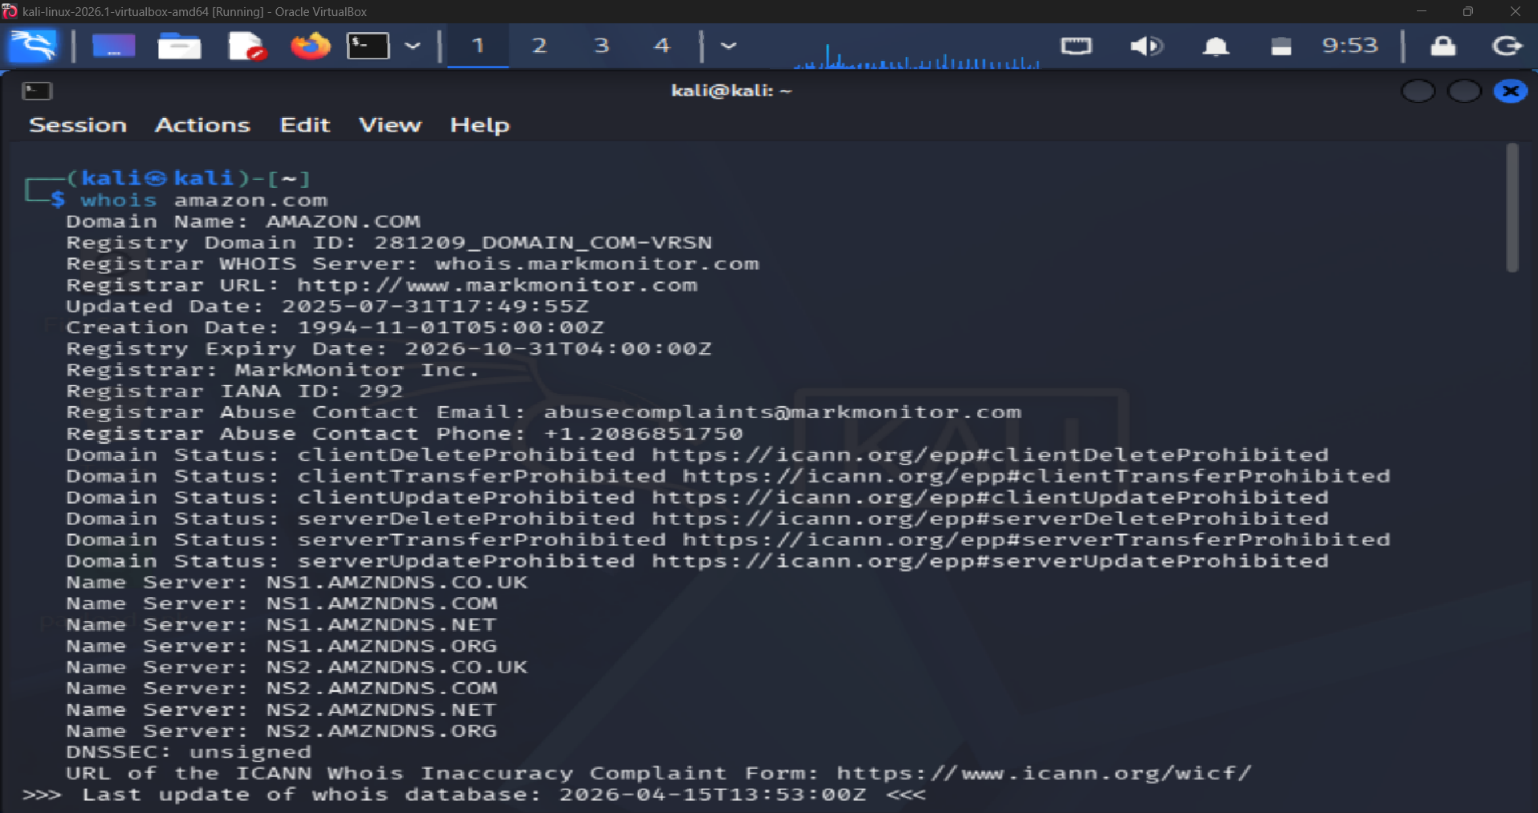 kali-linux-2026.1-virtualbox-amd64 [Running] - Oracle VirtualBox
1 2 3 4 9:53
kali@kali: ~
Session Actions Edit View Help
(kali㉿kali)-[~]
$ whois amazon.com
Domain Name: AMAZON.COM
Registry Domain ID: 281209_DOMAIN_COM-VRSN
Registrar WHOIS Server: whois.markmonitor.com
Registrar URL: http://www.markmonitor.com
Updated Date: 2025-07-31T17:49:55Z
Creation Date: 1994-11-01T05:00:00Z
Registry Expiry Date: 2026-10-31T04:00:00Z
Registrar: MarkMonitor Inc.
Registrar IANA ID: 292
Registrar Abuse Contact Email: abusecomplaints@markmonitor.com
Registrar Abuse Contact Phone: +1.2086851750
Domain Status: clientDeleteProhibited https://icann.org/epp#clientDeleteProhibited
Domain Status: clientTransferProhibited https://icann.org/epp#clientTransferProhibited
Domain Status: clientUpdateProhibited https://icann.org/epp#clientUpdateProhibited
Domain Status: serverDeleteProhibited https://icann.org/epp#serverDeleteProhibited
Domain Status: serverTransferProhibited https://icann.org/epp#serverTransferProhibited
Domain Status: serverUpdateProhibited https://icann.org/epp#serverUpdateProhibited
Name Server: NS1.AMZNDNS.CO.UK
Name Server: NS1.AMZNDNS.COM
Name Server: NS1.AMZNDNS.NET
Name Server: NS1.AMZNDNS.ORG
Name Server: NS2.AMZNDNS.CO.UK
Name Server: NS2.AMZNDNS.COM
Name Server: NS2.AMZNDNS.NET
Name Server: NS2.AMZNDNS.ORG
DNSSEC: unsigned
URL of the ICANN Whois Inaccuracy Complaint Form: https://www.icann.org/wicf/
>>> Last update of whois database: 2026-04-15T13:53:00Z <<<
KALI